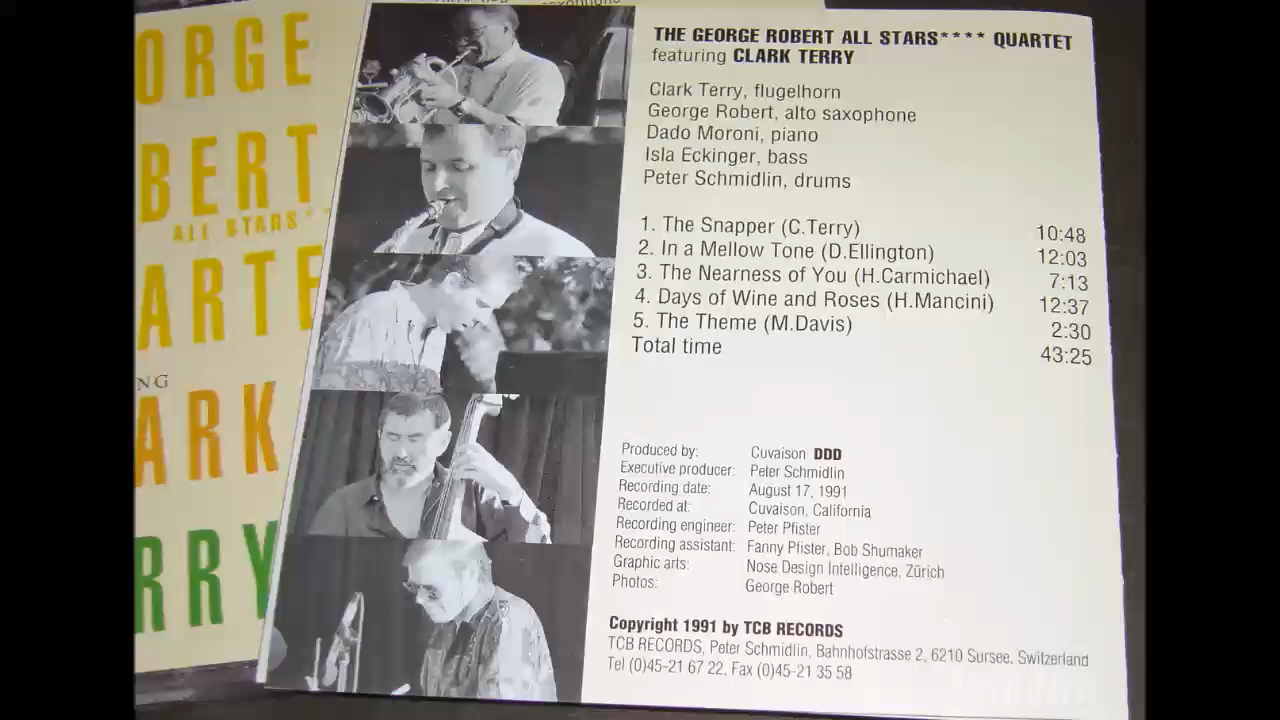 ORGE
BERT
ALL STARS**
ARTE
NG
ARK
RRY
THE GEORGE ROBERT ALL STARS**** QUARTET
featuring CLARK TERRY
Clark Terry, flugelhorn
George Robert, alto saxophone
Dado Moroni, piano
Isla Eckinger, bass
Peter Schmidlin, drums
1. The Snapper (C.Terry) 10:48
2. In a Mellow Tone (D.Ellington) 12:03
3. The Nearness of You (H.Carmichael) 7:13
4. Days of Wine and Roses (H.Mancini) 12:37
5. The Theme (M.Davis) 2:30
Total time 43:25
Produced by: Cuvaison DDD
Executive producer: Peter Schmidlin
Recording date: August 17, 1991
Recorded at: Cuvaison, California
Recording engineer: Peter Pfister
Recording assistant: Fanny Pfister, Bob Shumaker
Graphic arts: Nose Design Intelligence, Zürich
Photos: George Robert
Copyright 1991 by TCB RECORDS
TCB RECORDS, Peter Schmidlin, Bahnhofstrasse 2, 6210 Sursee, Switzerland
Tel (0)45-21 67 22, Fax (0)45-21 35 58